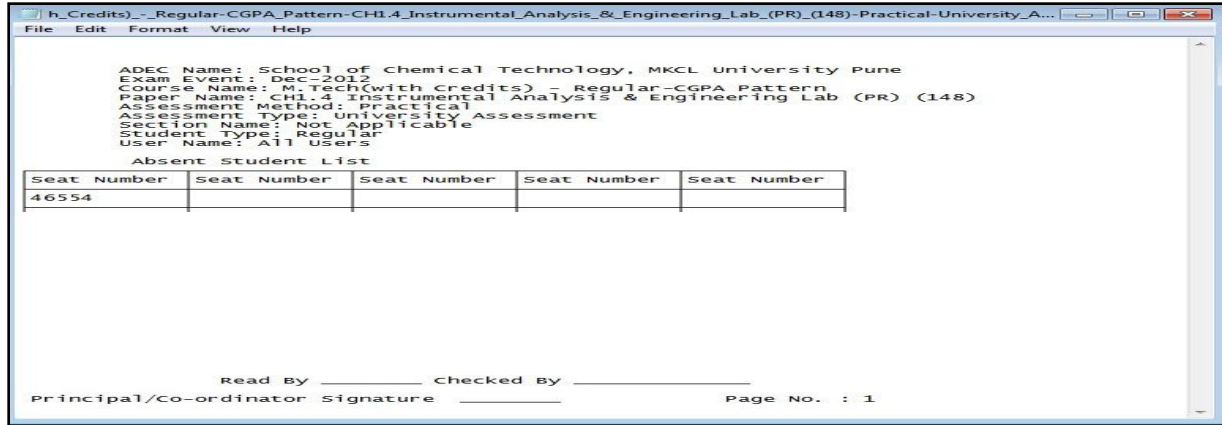 h_Credits)_-_Regular-CGPA_Pattern-CH1.4_Instrumental_Analysis_&_Engineering_Lab_(PR)_(148)-Practical-University_A...
File Edit Format View Help
ADEC Name: School of Chemical Technology, MKCL University Pune
Exam Event: Dec-2012
Course Name: M.Tech(with Credits) - Regular-CGPA Pattern
Paper Name: CH1.4 Instrumental Analysis & Engineering Lab (PR) (148)
Assessment Method: Practical
Assessment Type: University Assessment
Section Name: Not Applicable
Student Type: Regular
User Name: All Users
Absent Student List
Seat Number Seat Number Seat Number Seat Number Seat Number
46554
Read By __________ Checked By __________________
Principal/Co-ordinator Signature __________ Page No. : 1